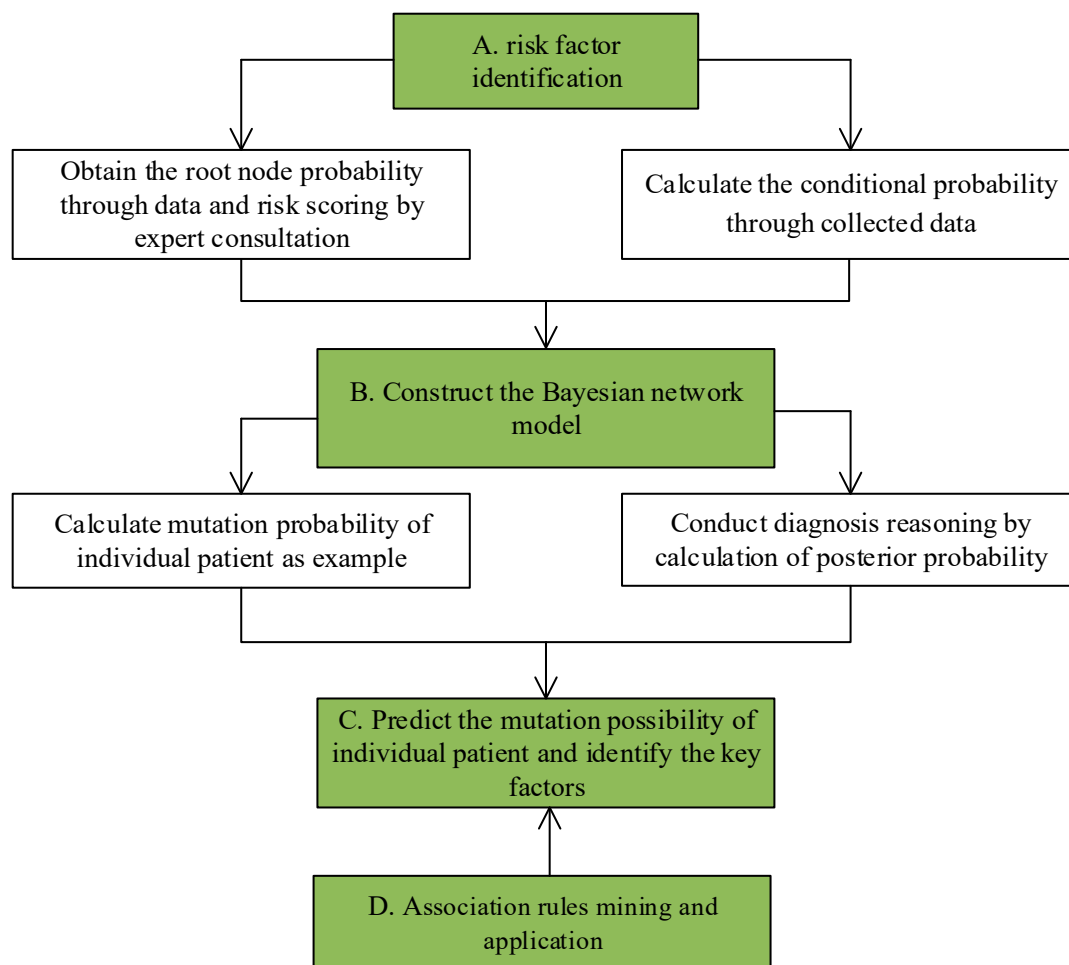 A. risk factor
identification
Obtain the root node probability
through data and risk scoring by
expert consultation
Calculate the conditional probability
through collected data
B. Construct the Bayesian network
model
Calculate mutation probability of
individual patient as example
Conduct diagnosis reasoning by
calculation of posterior probability
C. Predict the mutation possibility of
individual patient and identify the key
factors
D. Association rules mining and
application